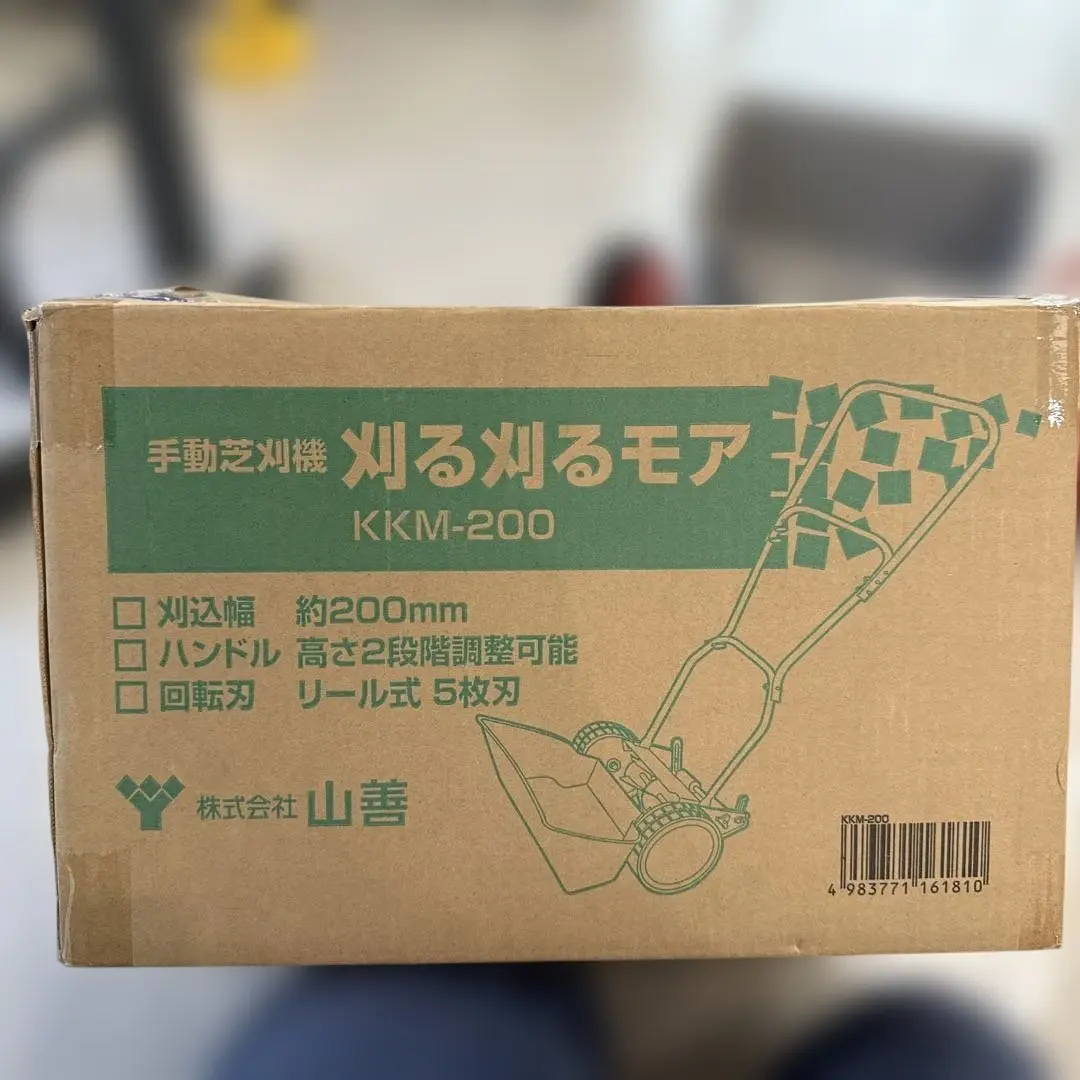 手動芝刈機 刈る刈るモア
KKM-200
□ 刈込幅 約200mm
□ ハンドル 高さ2段階調整可能
□ 回転刃 リール式 5枚刃
株式会社 山善
KKM-200
4 983771 161810